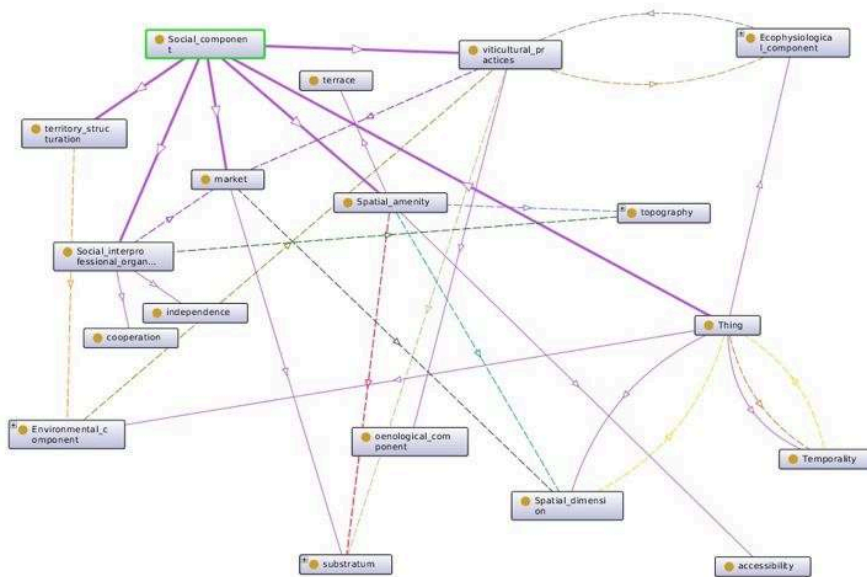 Social_componen
t
viticultural_pr
actices
Ecophysiologica
l_component
terrace
territory_struc
turation
market
Spatial_amenity
topography
Social_interpro
fessional_organ...
independence
cooperation
Thing
Environmental_c
omponent
oenological_com
ponent
Temporality
Spatial_dimensi
on
substratum
accessibility